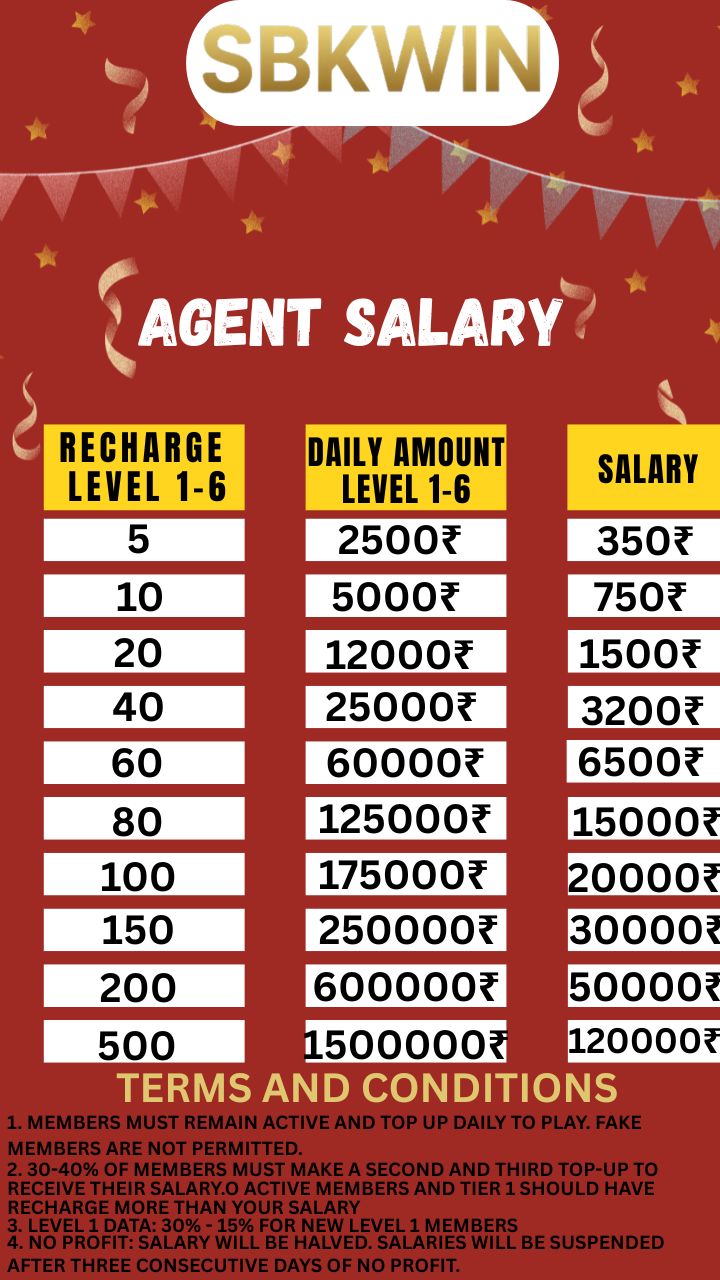 SBKWIN
AGENT SALARY
RECHARGE LEVEL 1-6 DAILY AMOUNT LEVEL 1-6 SALARY
5 2500₹ 350₹
10 5000₹ 750₹
20 12000₹ 1500₹
40 25000₹ 3200₹
60 60000₹ 6500₹
80 125000₹ 15000₹
100 175000₹ 20000₹
150 250000₹ 30000₹
200 600000₹ 50000₹
500 1500000₹ 120000₹
TERMS AND CONDITIONS
1. MEMBERS MUST REMAIN ACTIVE AND TOP UP DAILY TO PLAY. FAKE
MEMBERS ARE NOT PERMITTED.
2. 30-40% OF MEMBERS MUST MAKE A SECOND AND THIRD TOP-UP TO
RECEIVE THEIR SALARY.O ACTIVE MEMBERS AND TIER 1 SHOULD HAVE
RECHARGE MORE THAN YOUR SALARY
3. LEVEL 1 DATA: 30% - 15% FOR NEW LEVEL 1 MEMBERS
4. NO PROFIT: SALARY WILL BE HALVED. SALARIES WILL BE SUSPENDED
AFTER THREE CONSECUTIVE DAYS OF NO PROFIT.